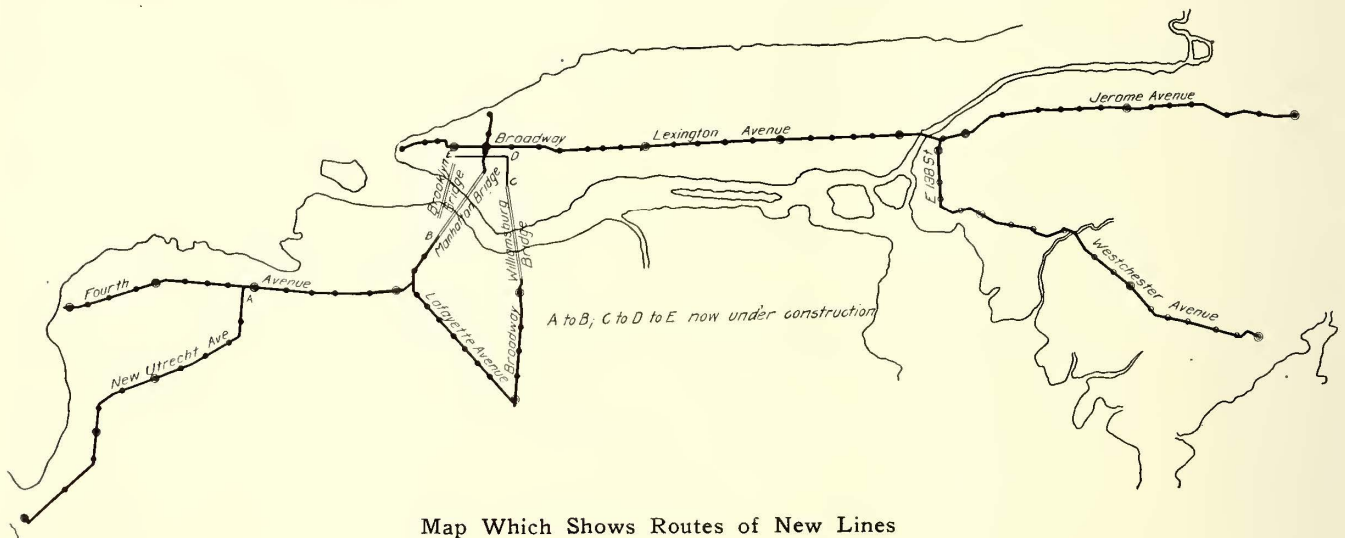 Jerome Avenue
Broadway
Lexington Avenue
E 138 St
D
E
C
Brooklyn
Bridge
Manhattan Bridge
Williamsburg
Bridge
B
Westchester Avenue
Fourth Avenue
A
Lafayette Avenue
Broadway
A to B; C to D to E now under construction
New Utrecht Ave
Map Which Shows Routes of New Lines